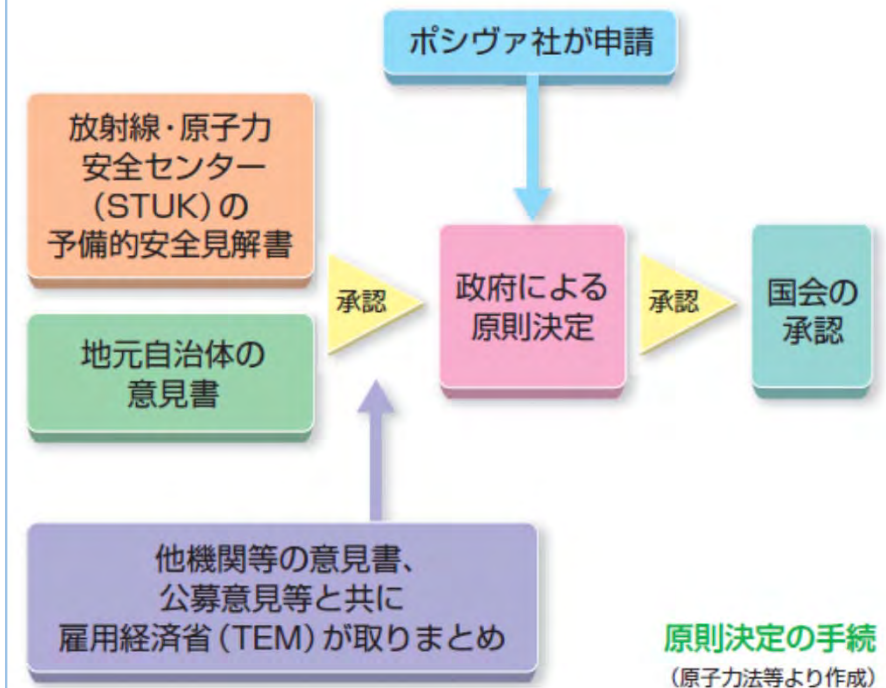 ポシヴァ社が申請
放射線・原子力
安全センター
(STUK)の
予備的安全見解書
地元自治体の
意見書
承認
政府による
原則決定
承認
国会の
承認
他機関等の意見書、
公募意見等と共に
雇用経済省(TEM)が取りまとめ
原則決定の手続
(原子力法等より作成)